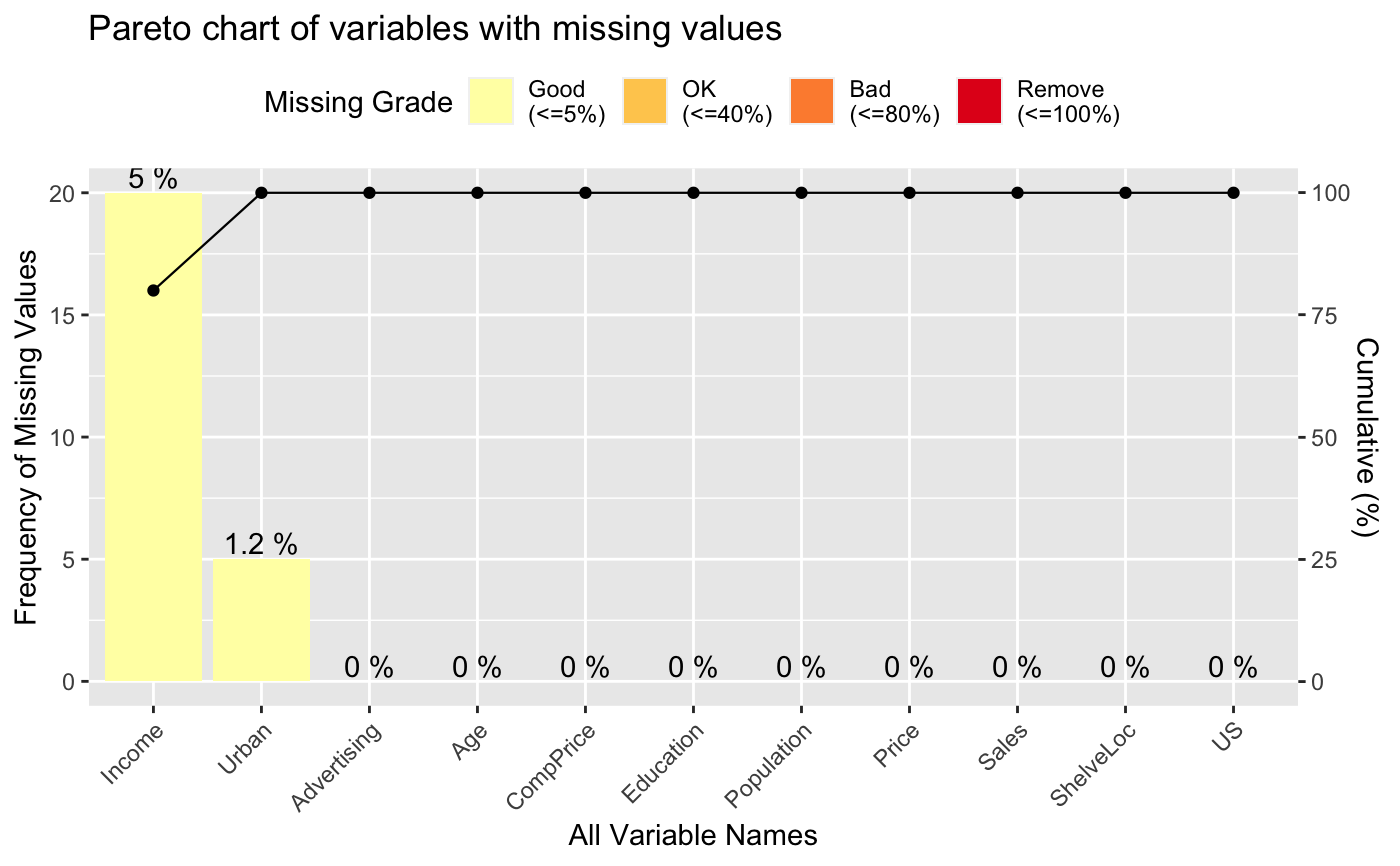 Pareto chart of variables with missing values
Missing Grade
Good
(<=5%)
OK
(<=40%)
Bad
(<=80%)
Remove
(<=100%)
Frequency of Missing Values
20
15
10
5
0
5 %
1.2 %
0 %
0 %
0 %
0 %
0 %
0 %
0 %
0 %
0 %
100
75
50
25
0
Cumulative (%)
Income
Urban
Advertising
Age
CompPrice
Education
Population
Price
Sales
ShelveLoc
US
All Variable Names